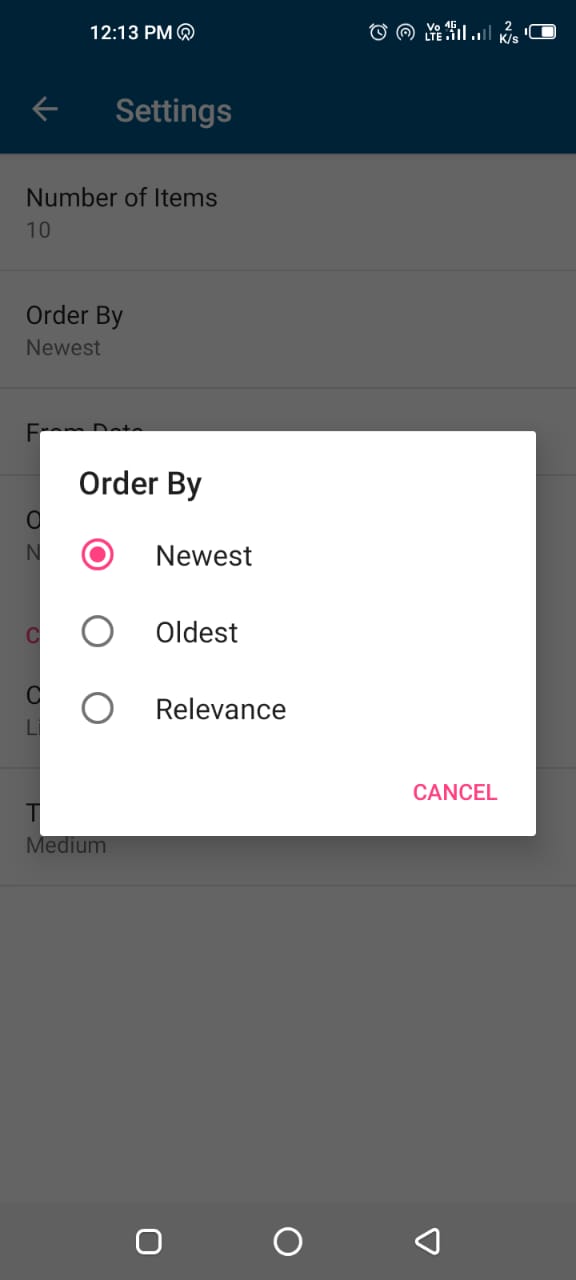 12:13 PM
Vo LTE 4G 2 K/s
Settings
Number of Items
10
Order By
Newest
From Date
Order By
Newest
Oldest
Relevance
CANCEL
Medium